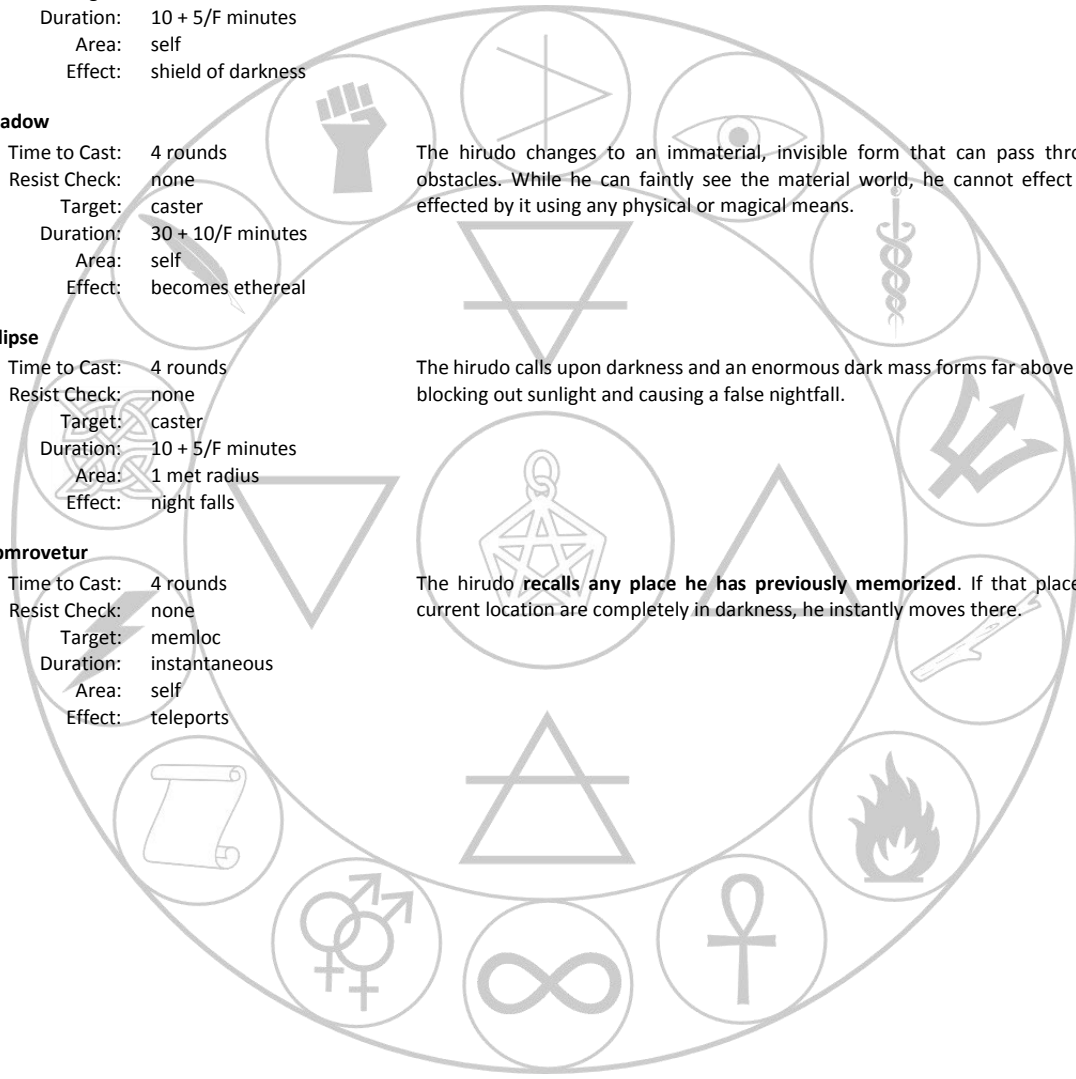 Duration: 10 + 5/F minutes
Area: self
Effect: shield of darkness
adow
Time to Cast: 4 rounds
Resist Check: none
Target: caster
Duration: 30 + 10/F minutes
Area: self
Effect: becomes ethereal
The hirudo changes to an immaterial, invisible form that can pass thro
obstacles. While he can faintly see the material world, he cannot effect
effected by it using any physical or magical means.
lipse
Time to Cast: 4 rounds
Resist Check: none
Target: caster
Duration: 10 + 5/F minutes
Area: 1 met radius
Effect: night falls
The hirudo calls upon darkness and an enormous dark mass forms far above
blocking out sunlight and causing a false nightfall.
omrovetur
Time to Cast: 4 rounds
Resist Check: none
Target: memloc
Duration: instantaneous
Area: self
Effect: teleports
The hirudo recalls any place he has previously memorized. If that place
current location are completely in darkness, he instantly moves there.